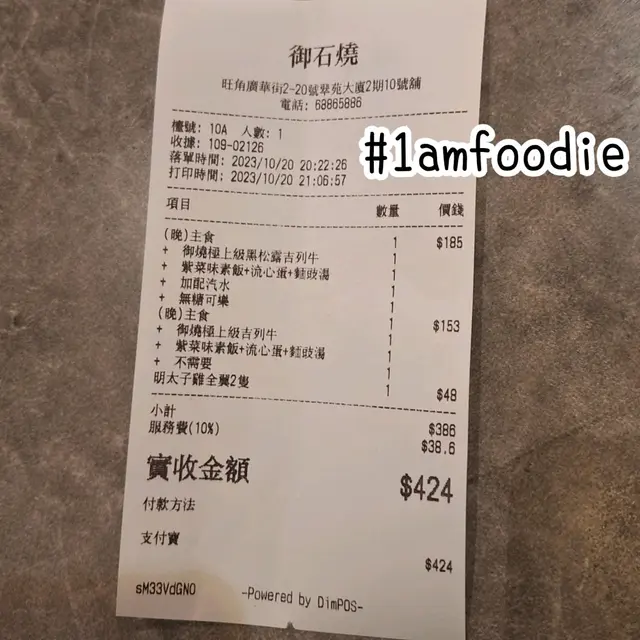 御石燒
旺角廣華街2-20號翠苑大廈2期10號舖
電話: 68865886
#1amfoodie
檯號: 10A 人數: 1
收據: 109-02126
落單時間: 2023/10/20 20:22:26
打印時間: 2023/10/20 21:06:57
項目 數量 價錢
(晚)主食 1 $185
+ 御燒極上級黑松露吉列牛 1
+ 紫菜味素飯+流心蛋+麵豉湯 1
+ 加配汽水 1
+ 無糖可樂 1
(晚)主食 1 $153
+ 御燒極上級吉列牛 1
+ 紫菜味素飯+流心蛋+麵豉湯 1
+ 不需要 1
明太子雞全翼2隻 1 $48
小計 $386
服務費(10%) $38.6
實收金額 $424
付款方法
支付寶 $424
sM33VdGNO
-Powered by DimPOS-